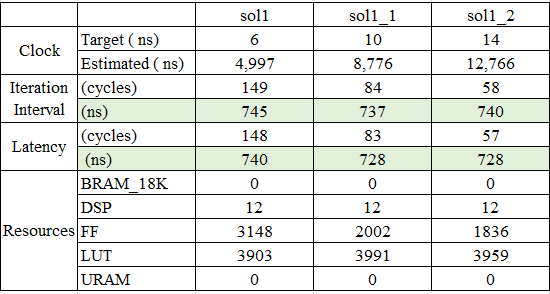 sol1 sol1_1 sol1_2
Clock Target ( ns) 6 10 14
Estimated ( ns) 4,997 8,776 12,766
Iteration Interval (cycles) 149 84 58
(ns) 745 737 740
Latency (cycles) 148 83 57
(ns) 740 728 728
Resources BRAM_18K 0 0 0
DSP 12 12 12
FF 3148 2002 1836
LUT 3903 3991 3959
URAM 0 0 0